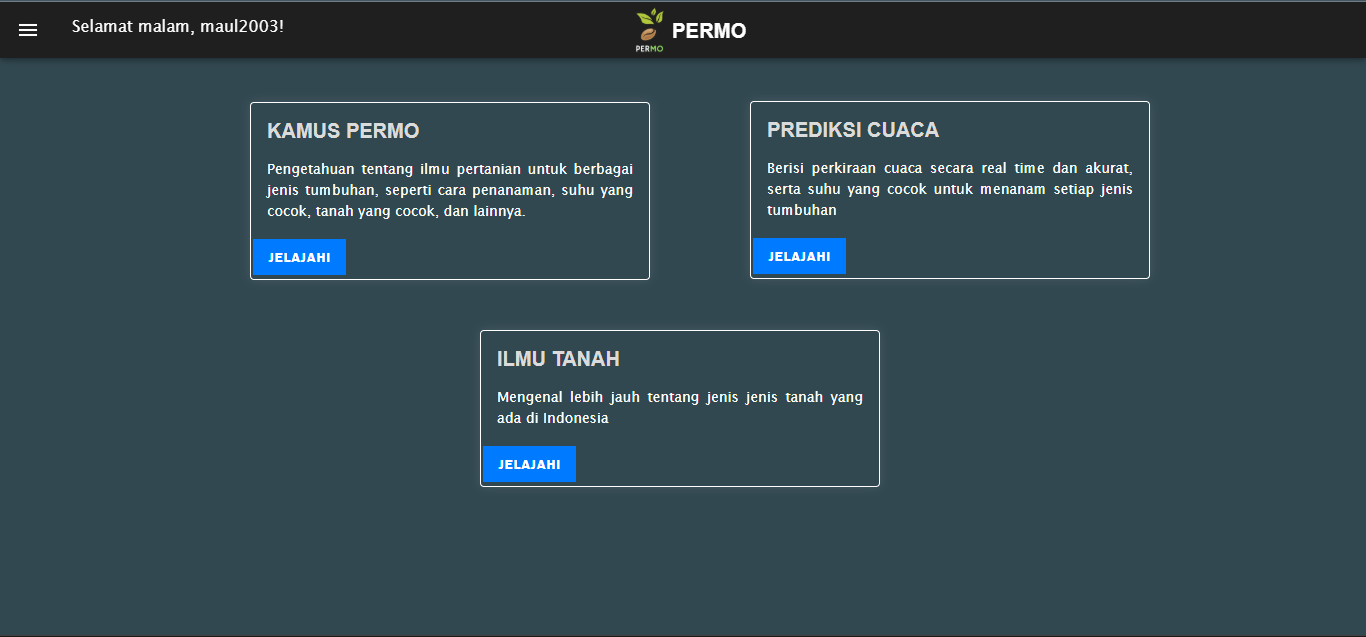 Selamat malam, maul2003!
PERMO
PERMO
KAMUS PERMO
Pengetahuan tentang ilmu pertanian untuk berbagai
jenis tumbuhan, seperti cara penanaman, suhu yang
cocok, tanah yang cocok, dan lainnya.
JELAJAHI
PREDIKSI CUACA
Berisi perkiraan cuaca secara real time dan akurat,
serta suhu yang cocok untuk menanam setiap jenis
tumbuhan
JELAJAHI
ILMU TANAH
Mengenal lebih jauh tentang jenis jenis tanah yang
ada di Indonesia
JELAJAHI